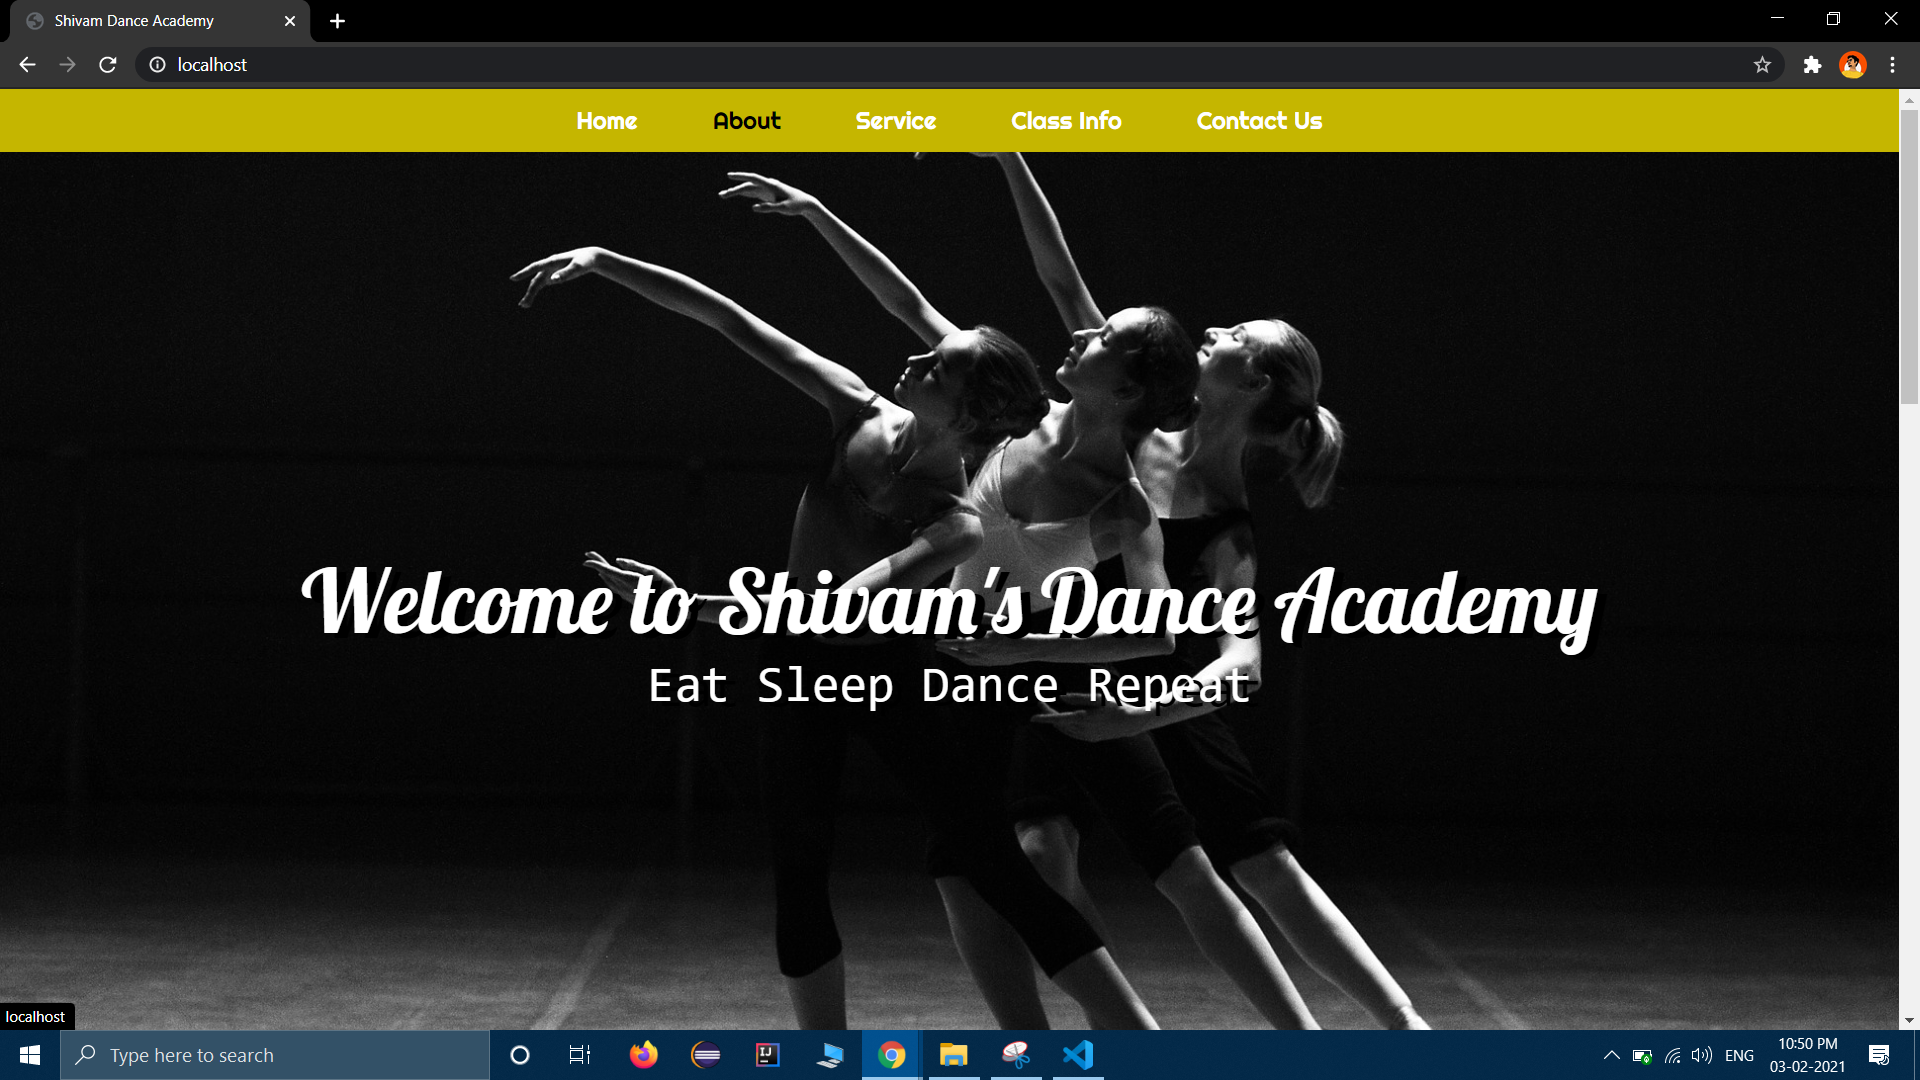 Shivam Dance Academy
localhost
Home About Service Class Info Contact Us
Welcome to Shivam's Dance Academy
Eat Sleep Dance Repeat
localhost
Type here to search
IJ
ENG
10:50 PM
03-02-2021